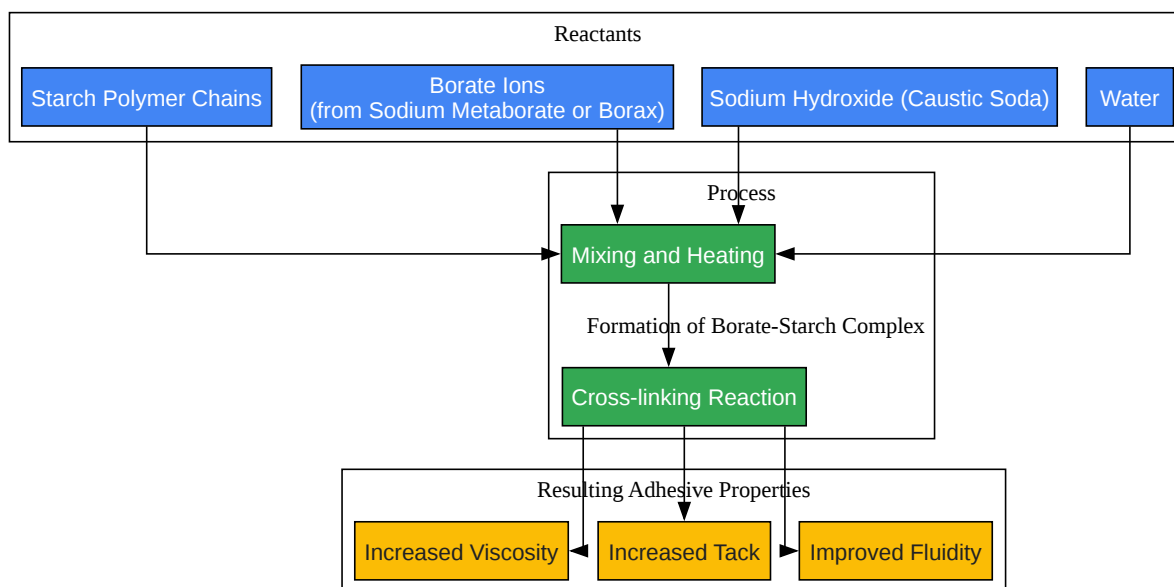 Reactants
Starch Polymer Chains
Borate Ions
(from Sodium Metaborate or Borax)
Sodium Hydroxide (Caustic Soda)
Water
Process
Mixing and Heating
Formation of Borate-Starch Complex
Cross-linking Reaction
Resulting Adhesive Properties
Increased Viscosity
Increased Tack
Improved Fluidity